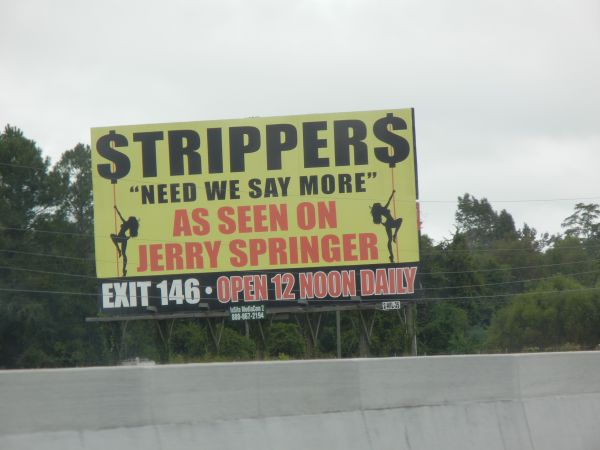 $TRIPPER$
"NEED WE SAY MORE"
AS SEEN ON
JERRY SPRINGER
EXIT 146 • OPEN 12 NOON DAILY